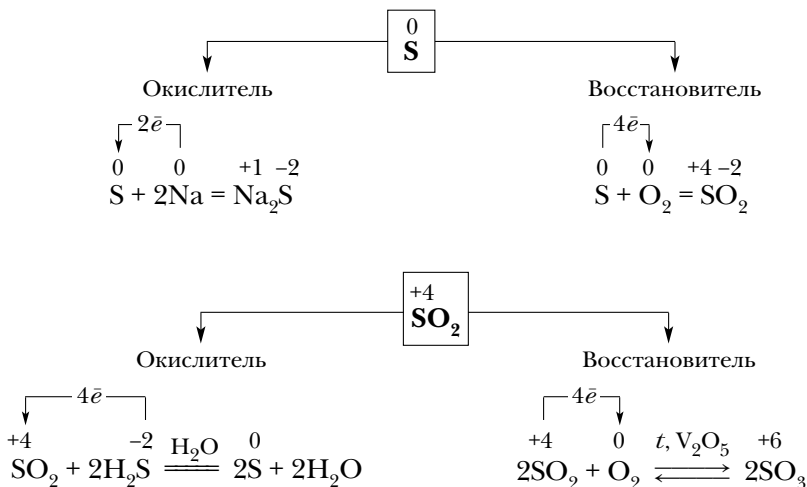 0
S
Окислитель Восстановитель
2ē 4ē
0 0 +1 −2 0 0 +4 −2
S + 2Na = Na₂S S + O₂ = SO₂
+4
SO₂
Окислитель Восстановитель
4ē 4ē
+4 −2 0 +4 0 +6
SO₂ + 2H₂S =(H₂O)= 2S + 2H₂O 2SO₂ + O₂ ⇄(t, V₂O₅) 2SO₃